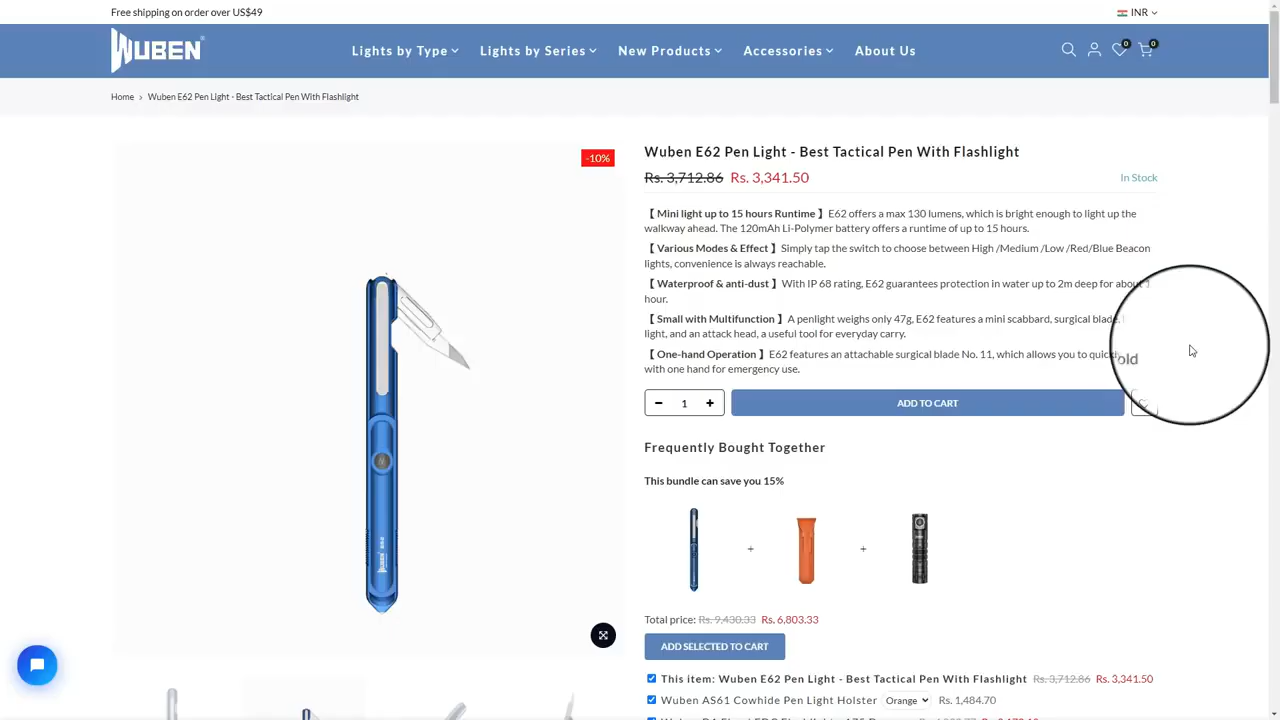 Free shipping on order over US$49
INR
WUBEN
Lights by Type
Lights by Series
New Products
Accessories
About Us
0
0
Home › Wuben E62 Pen Light - Best Tactical Pen With Flashlight
-10%
Wuben E62 Pen Light - Best Tactical Pen With Flashlight
Rs. 3,712.86 Rs. 3,341.50
In Stock
【 Mini light up to 15 hours Runtime 】E62 offers a max 130 lumens, which is bright enough to light up the
walkway ahead. The 120mAh Li-Polymer battery offers a runtime of up to 15 hours.
【 Various Modes & Effect 】Simply tap the switch to choose between High /Medium /Low /Red/Blue Beacon
lights, convenience is always reachable.
【 Waterproof & anti-dust 】With IP 68 rating, E62 guarantees protection in water up to 2m deep for about
hour.
【 Small with Multifunction 】A penlight weighs only 47g, E62 features a mini scabbard, surgical blade,
light, and an attack head, a useful tool for everyday carry.
【 One-hand Operation 】E62 features an attachable surgical blade No. 11, which allows you to
old
with one hand for emergency use.
- 1 +
ADD TO CART
Frequently Bought Together
This bundle can save you 15%
WUBEN
+ +
Total price: Rs. 9,430.33 Rs. 6,803.33
ADD SELECTED TO CART
This item: Wuben E62 Pen Light - Best Tactical Pen With Flashlight Rs. 3,712.86 Rs. 3,341.50
Wuben AS61 Cowhide Pen Light Holster Orange Rs. 1,484.70